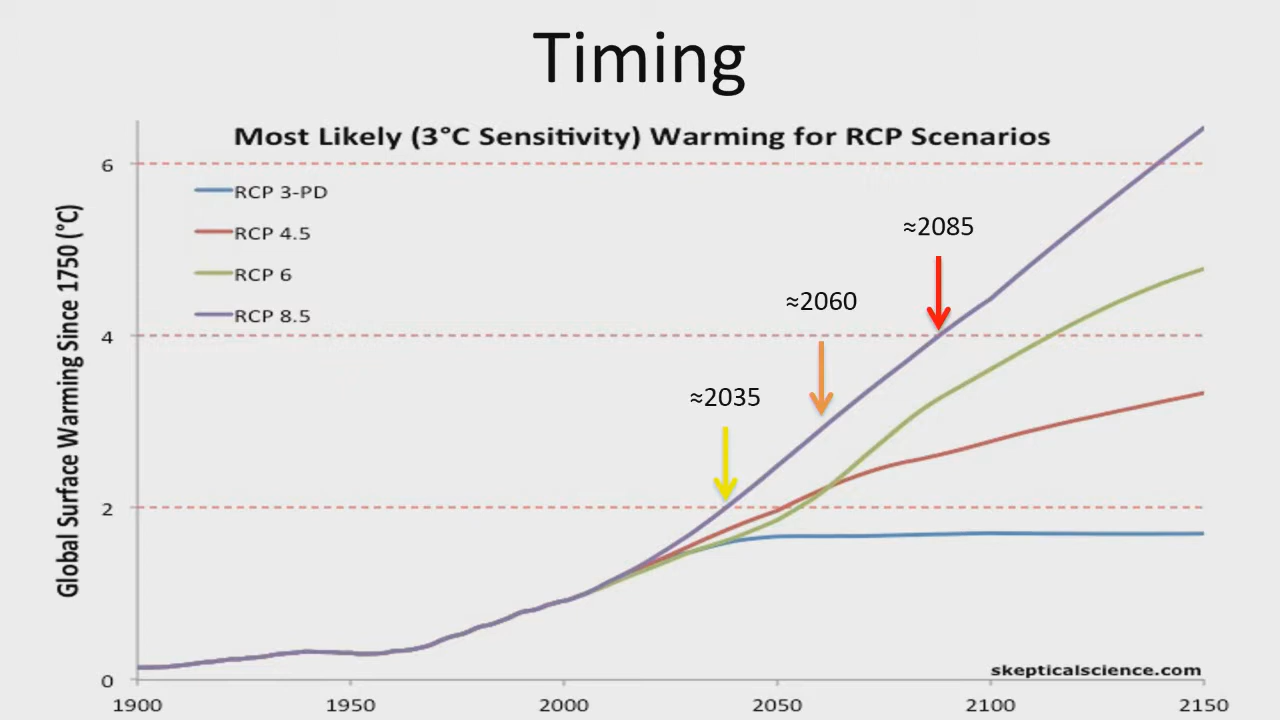 Timing
Most Likely (3°C Sensitivity) Warming for RCP Scenarios
Global Surface Warming Since 1750 (°C)
6
4
2
0
RCP 3-PD
RCP 4.5
RCP 6
RCP 8.5
≈2085
≈2060
≈2035
skepticalscience.com
1900 1950 2000 2050 2100 2150